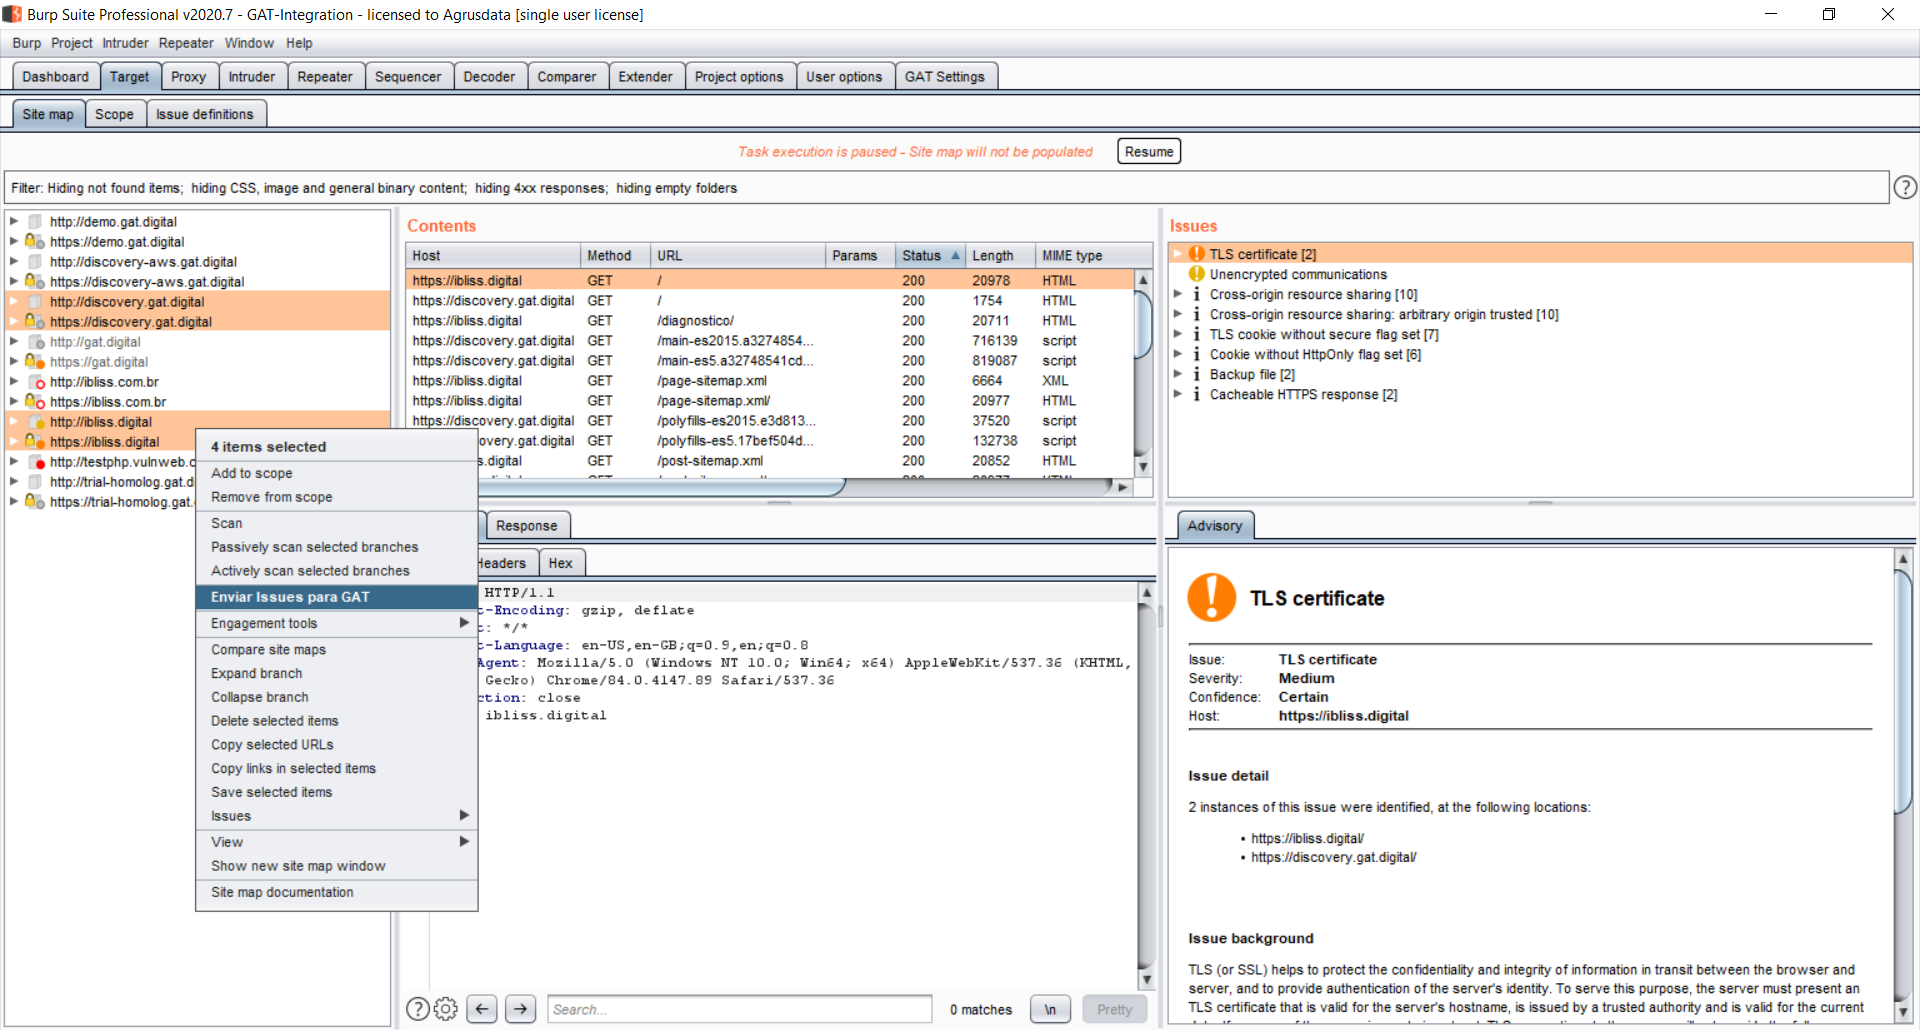 Burp Suite Professional v2020.7 - GAT-Integration - licensed to Agrusdata [single user license]
Burp Project Intruder Repeater Window Help
Dashboard Target Proxy Intruder Repeater Sequencer Decoder Comparer Extender Project options User options GAT Settings
Site map Scope Issue definitions
Task execution is paused - Site map will not be populated Resume
Filter: Hiding not found items; hiding CSS, image and general binary content; hiding 4xx responses; hiding empty folders ?
http://demo.gat.digital
https://demo.gat.digital
http://discovery-aws.gat.digital
https://discovery-aws.gat.digital
http://discovery.gat.digital
https://discovery.gat.digital
http://gat.digital
https://gat.digital
http://ibliss.com.br
https://ibliss.com.br
http://ibliss.digital
https://ibliss.digital
http://testphp.vulnweb.c
http://trial-homolog.gat.d
https://trial-homolog.gat.
4 items selected
Add to scope
Remove from scope
Scan
Passively scan selected branches
Actively scan selected branches
Enviar Issues para GAT
Engagement tools
Compare site maps
Expand branch
Collapse branch
Delete selected items
Copy selected URLs
Copy links in selected items
Save selected items
Issues
View
Show new site map window
Site map documentation
Contents
Host Method URL Params Status Length MIME type
https://ibliss.digital GET / 200 20978 HTML
https://discovery.gat.digital GET / 200 1754 HTML
https://ibliss.digital GET /diagnostico/ 200 20711 HTML
https://discovery.gat.digital GET /main-es2015.a3274854... 200 716139 script
https://discovery.gat.digital GET /main-es5.a32748541cd... 200 819087 script
https://ibliss.digital GET /page-sitemap.xml 200 6664 XML
https://ibliss.digital GET /page-sitemap.xml/ 200 20977 HTML
https://discovery.gat.digital GET /polyfills-es2015.e3d813... 200 37520 script
overy.gat.digital GET /polyfills-es5.17bef504d... 200 132738 script
s.digital GET /post-sitemap.xml 200 20852 HTML
Response
Headers Hex
HTTP/1.1
t-Encoding: gzip, deflate
t: */*
t-Language: en-US,en-GB;q=0.9,en;q=0.8
Agent: Mozilla/5.0 (Windows NT 10.0; Win64; x64) AppleWebKit/537.36 (KHTML,
Gecko) Chrome/84.0.4147.89 Safari/537.36
ction: close
ibliss.digital
? Search... 0 matches \n Pretty
Issues
TLS certificate [2]
Unencrypted communications
Cross-origin resource sharing [10]
Cross-origin resource sharing: arbitrary origin trusted [10]
TLS cookie without secure flag set [7]
Cookie without HttpOnly flag set [6]
Backup file [2]
Cacheable HTTPS response [2]
Advisory
TLS certificate
Issue: TLS certificate
Severity: Medium
Confidence: Certain
Host: https://ibliss.digital
Issue detail
2 instances of this issue were identified, at the following locations:
• https://ibliss.digital/
• https://discovery.gat.digital/
Issue background
TLS (or SSL) helps to protect the confidentiality and integrity of information in transit between the browser and
server, and to provide authentication of the server's identity. To serve this purpose, the server must present an
TLS certificate that is valid for the server's hostname, is issued by a trusted authority and is valid for the current